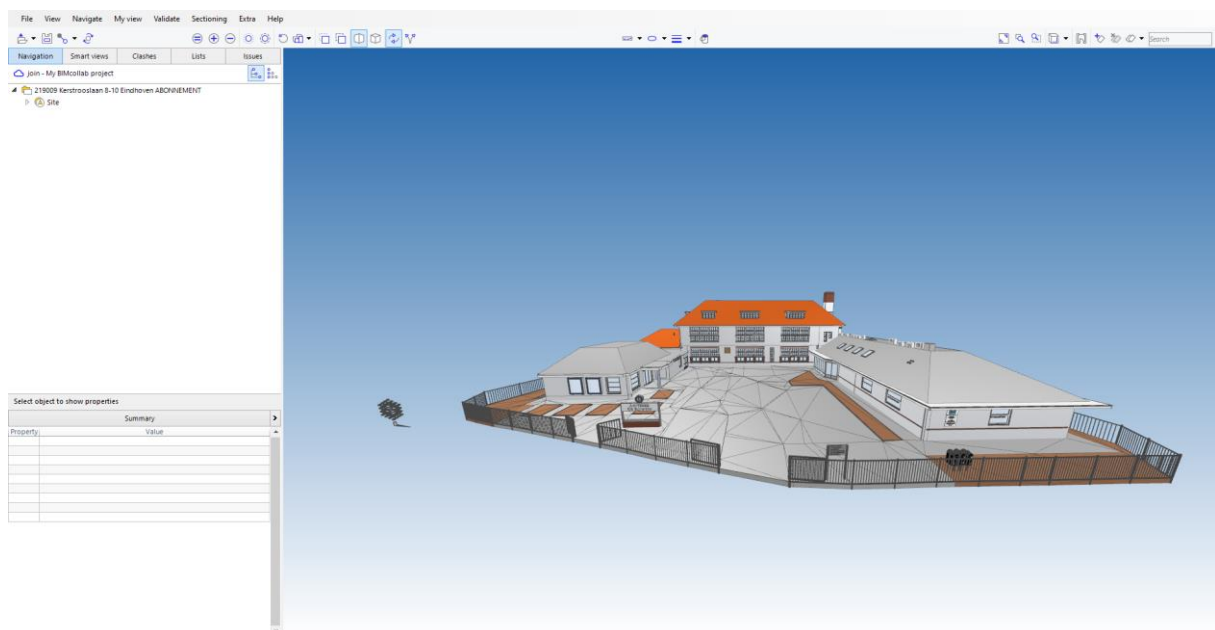 File View Navigate My view Validate Sectioning Extra Help
Search
Navigation Smart views Clashes Lists Issues
Join - My BIMcollab project
219009 Kerstrooslaan 8-10 Eindhoven ABONNEMENT
Site
Select object to show properties
Summary
Property Value